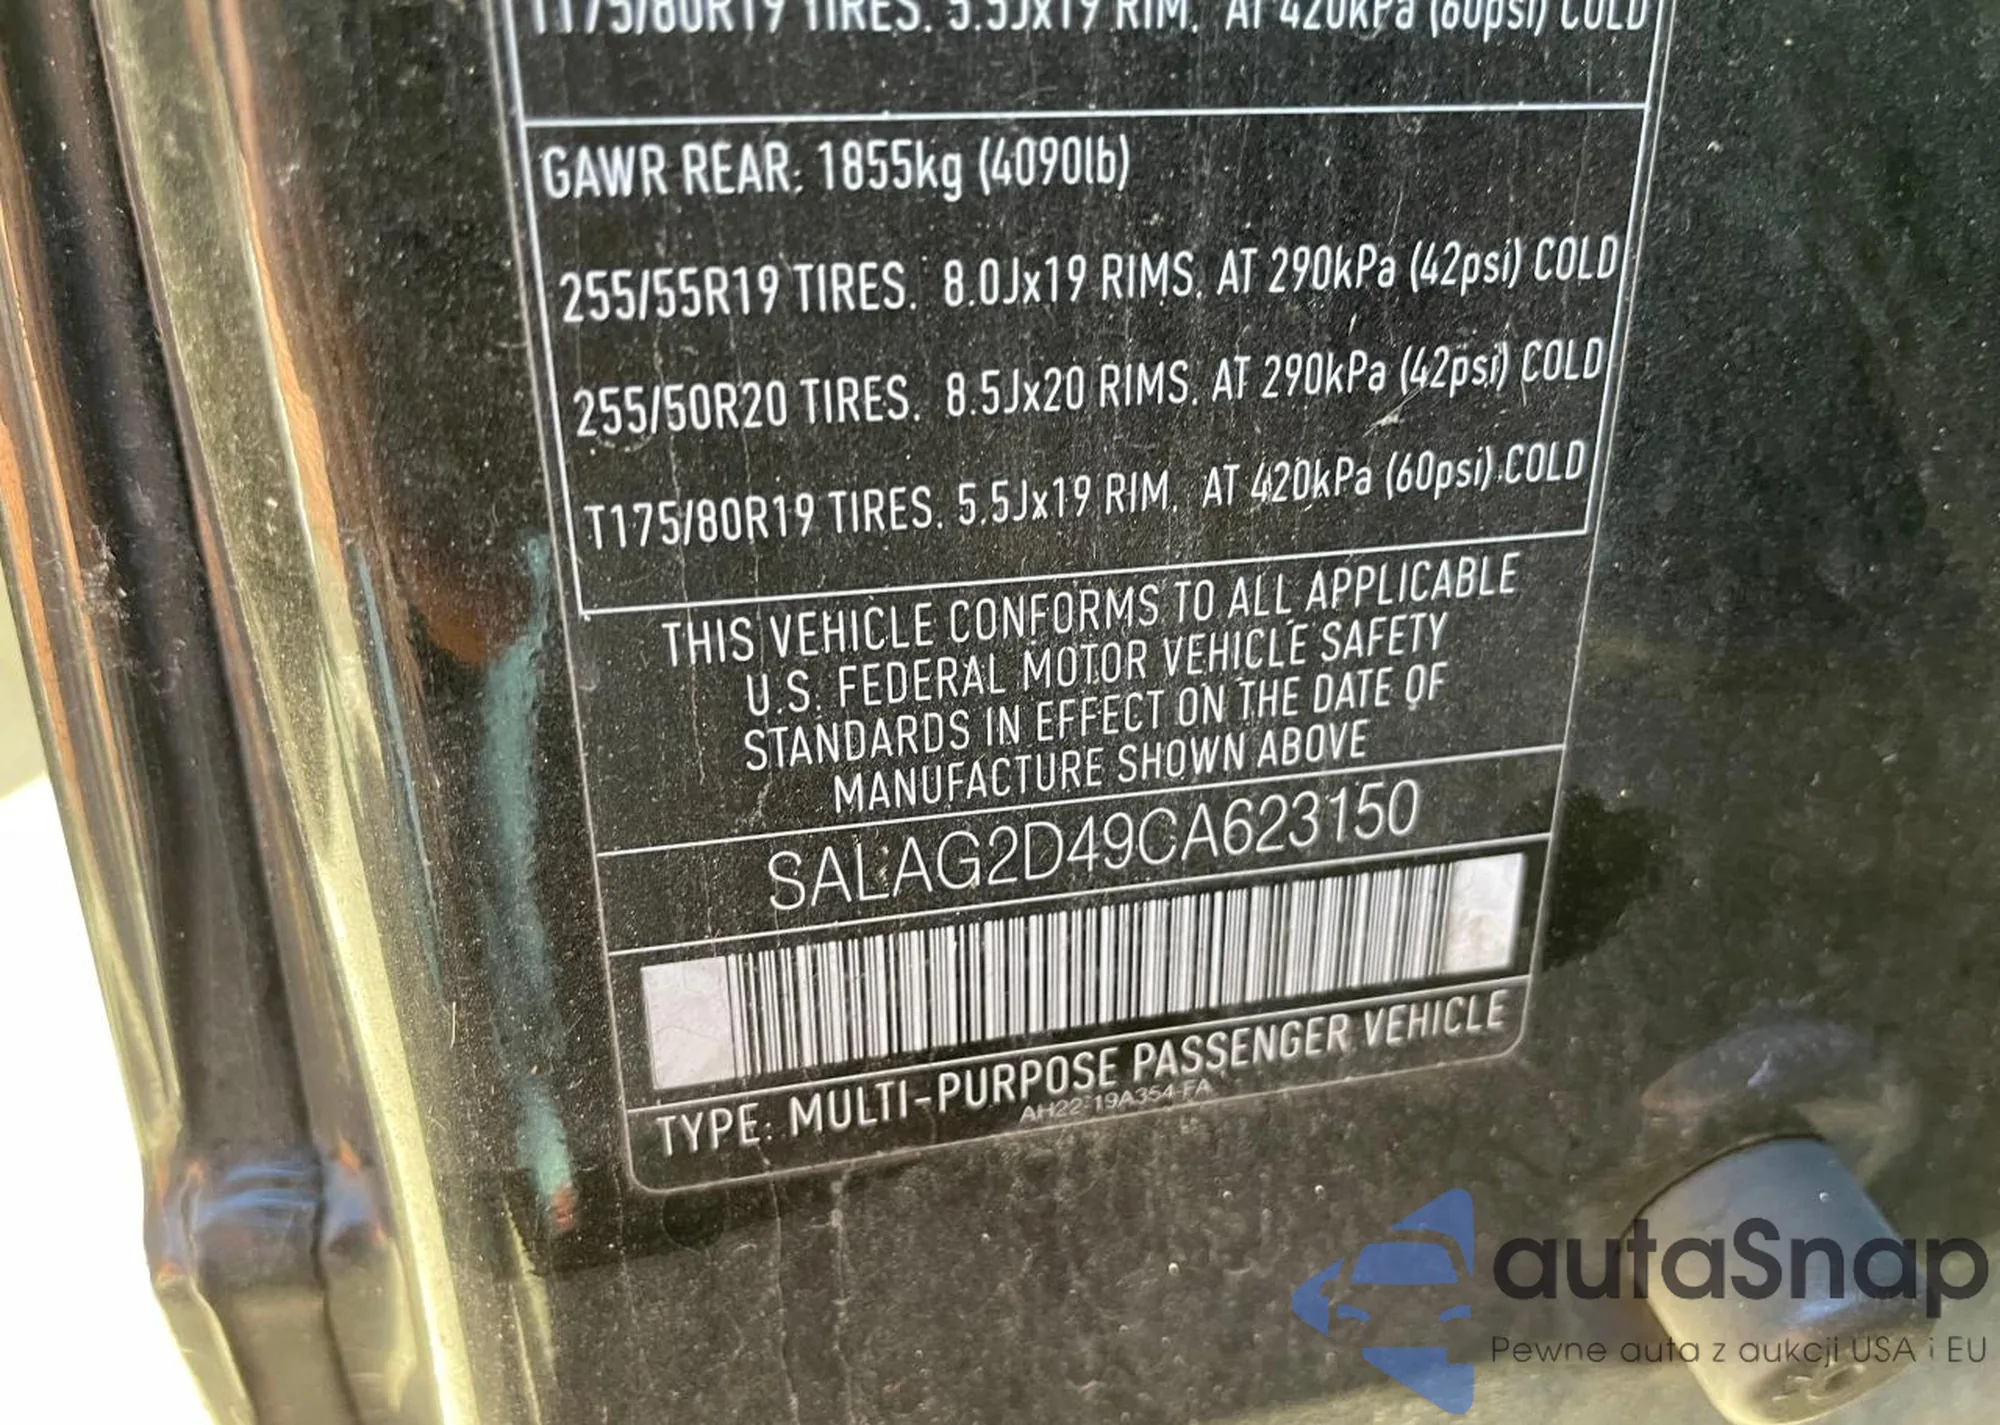 T175/80R19 TIRES. 5.5Jx19 RIM. AT 420kPa (60psi) COLD
GAWR REAR: 1855kg (4090lb)
255/55R19 TIRES. 8.0Jx19 RIMS. AT 290kPa (42psi) COLD
255/50R20 TIRES. 8.5Jx20 RIMS. AT 290kPa (42psi) COLD
T175/80R19 TIRES. 5.5Jx19 RIM. AT 420kPa (60psi) COLD
THIS VEHICLE CONFORMS TO ALL APPLICABLE
U.S. FEDERAL MOTOR VEHICLE SAFETY
STANDARDS IN EFFECT ON THE DATE OF
MANUFACTURE SHOWN ABOVE
SALAG2D49CA623150
TYPE: MULTI-PURPOSE PASSENGER VEHICLE
AH22-19A354-FA
autaSnap
Pewne auta z aukcji USA i EU